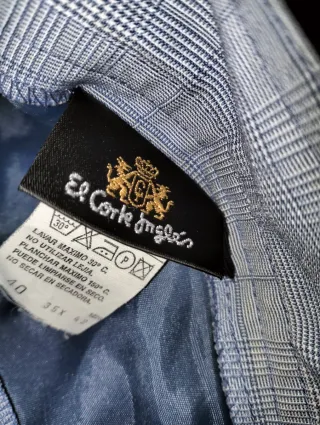 El Corte Inglés
30°
P
LAVAR MAXIMO 30° C.
NO UTILIZAR LEJIA.
PLANCHAR MAXIMO 150° C.
PUEDE LIMPIARSE EN SECO.
NO SECAR EN SECADORA.
40